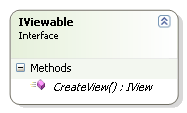 IViewable
Interface
Methods
CreateView() : IView